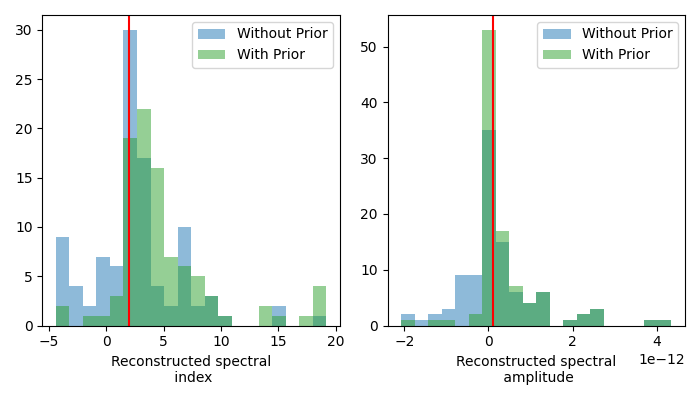 30
25
20
15
10
5
0
Without Prior
With Prior
−5
0
5
10
15
20
Reconstructed spectral
index
50
40
30
20
10
0
Without Prior
With Prior
−2
0
2
4
1e−12
Reconstructed spectral
amplitude